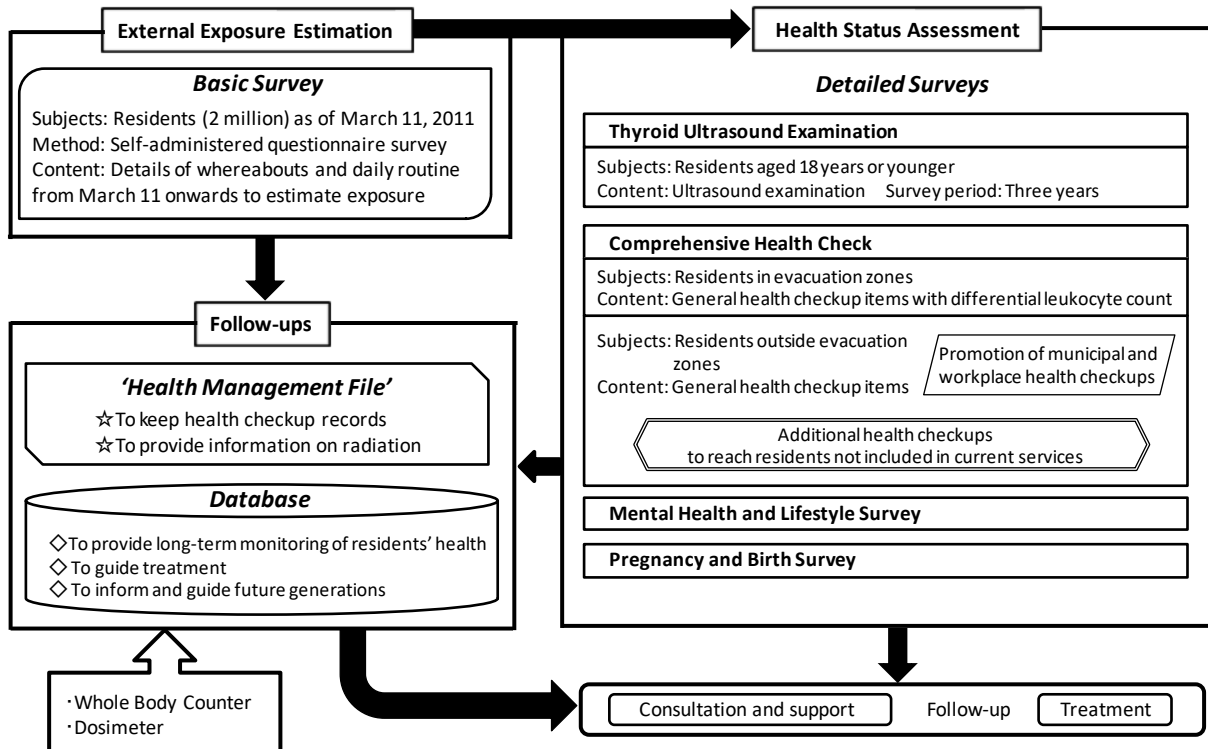 External Exposure Estimation
Basic Survey
Subjects: Residents (2 million) as of March 11, 2011
Method: Self-administered questionnaire survey
Content: Details of whereabouts and daily routine
from March 11 onwards to estimate exposure
Follow-ups
‘Health Management File’
☆To keep health checkup records
☆To provide information on radiation
Database
◇To provide long-term monitoring of residents’ health
◇To guide treatment
◇To inform and guide future generations
・Whole Body Counter
・Dosimeter
Health Status Assessment
Detailed Surveys
Thyroid Ultrasound Examination
Subjects: Residents aged 18 years or younger
Content: Ultrasound examination Survey period: Three years
Comprehensive Health Check
Subjects: Residents in evacuation zones
Content: General health checkup items with differential leukocyte count
Subjects: Residents outside evacuation
zones
Content: General health checkup items
Promotion of municipal and
workplace health checkups
Additional health checkups
to reach residents not included in current services
Mental Health and Lifestyle Survey
Pregnancy and Birth Survey
Consultation and support Follow-up Treatment